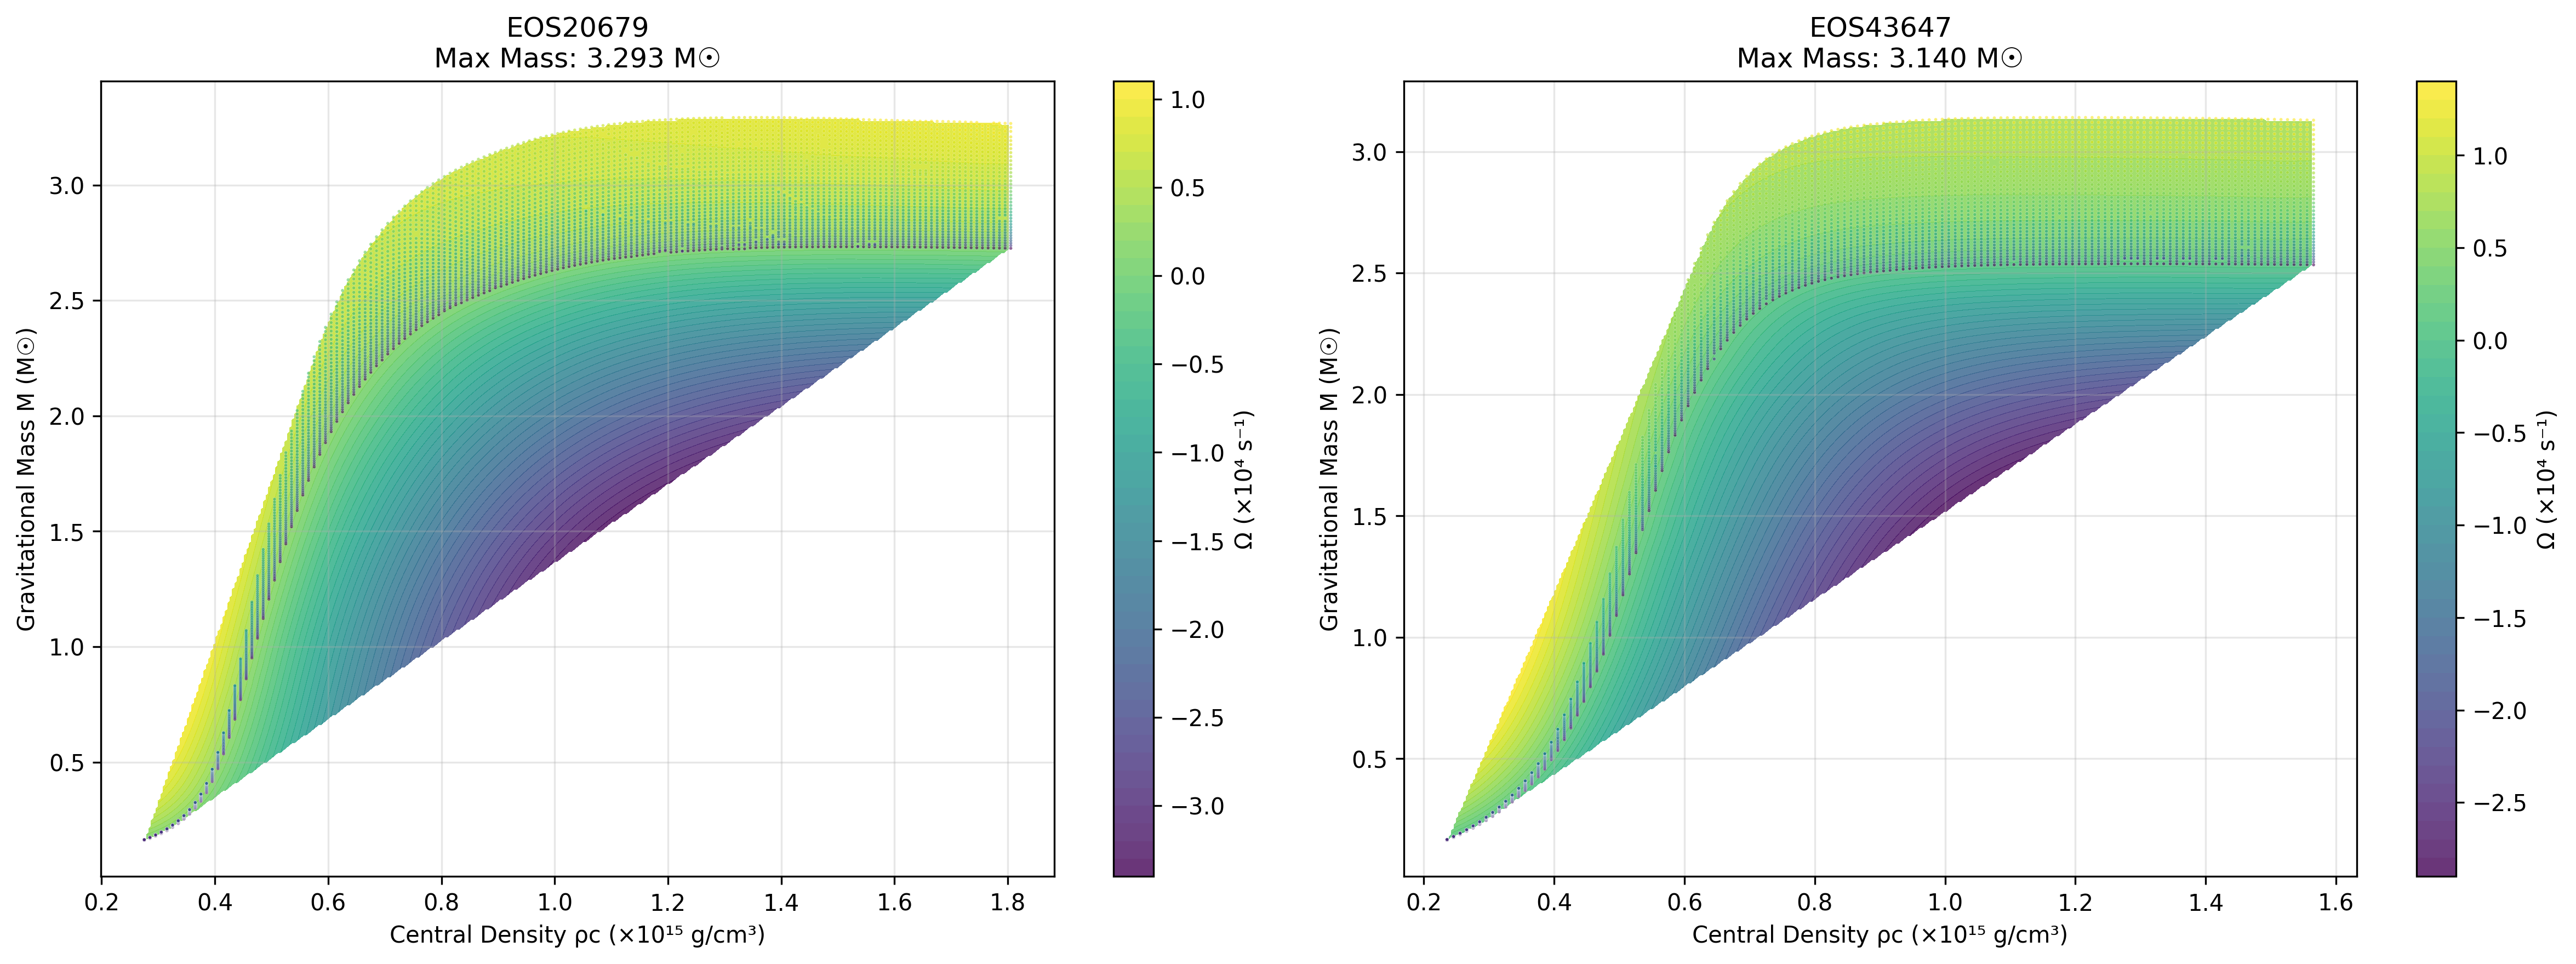 EOS20679
Max Mass: 3.293 M☉
Gravitational Mass M (M☉)
3.0
2.5
2.0
1.5
1.0
0.5
0.2 0.4 0.6 0.8 1.0 1.2 1.4 1.6 1.8
Central Density ρc (×10¹⁵ g/cm³)
1.0
0.5
0.0
−0.5
−1.0
−1.5
−2.0
−2.5
−3.0
Ω (×10⁴ s⁻¹)
EOS43647
Max Mass: 3.140 M☉
Gravitational Mass M (M☉)
3.0
2.5
2.0
1.5
1.0
0.5
0.2 0.4 0.6 0.8 1.0 1.2 1.4 1.6
Central Density ρc (×10¹⁵ g/cm³)
1.0
0.5
0.0
−0.5
−1.0
−1.5
−2.0
−2.5
Ω (×10⁴ s⁻¹)